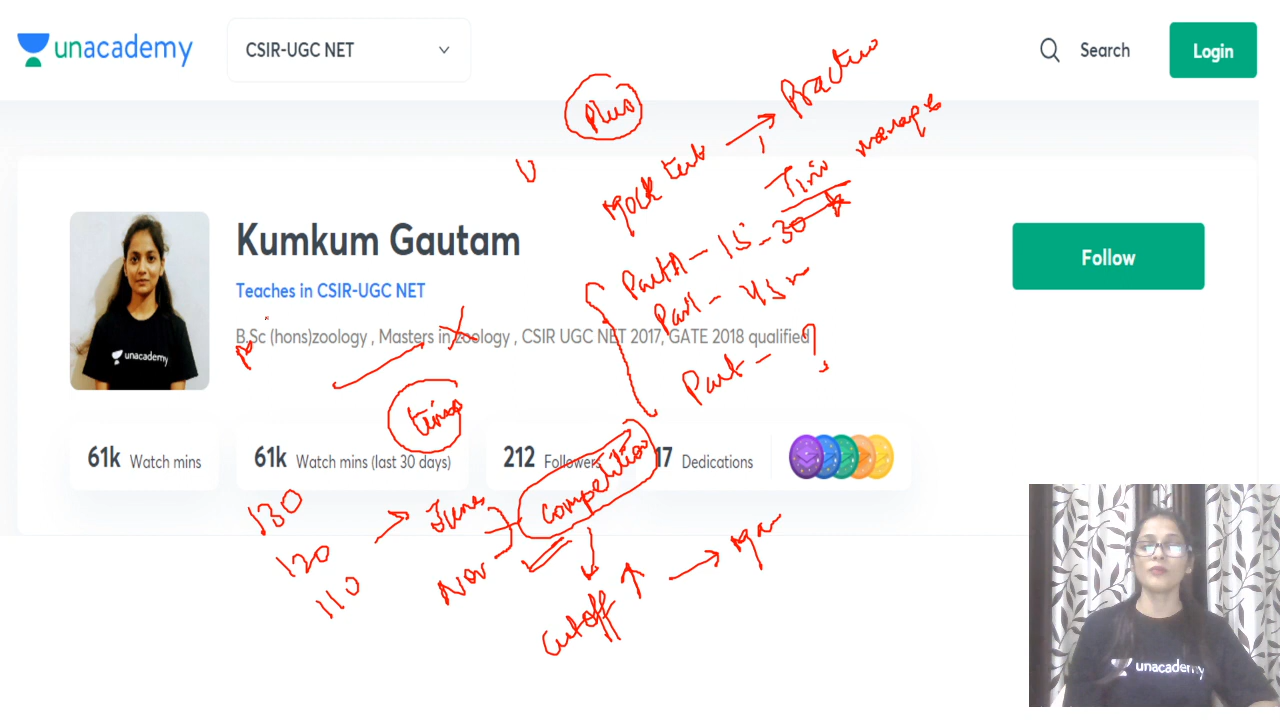 unacademy
CSIR-UGC NET
Search
Login
Plus
Mock test → Practice
Time manage
Kumkum Gautam
Teaches in CSIR-UGC NET
B.Sc (hons)zoology , Masters in zoology , CSIR UGC NET 2017, GATE 2018 qualified
Follow
Part A - 15 - 30
Part - 45 m
Part - ?
time
61k Watch mins
61k Watch mins (last 30 days)
212 Followers
17 Dedications
competition
130
120 → June
110
Nov
cutoff ↑ →
unacademy
unacademy